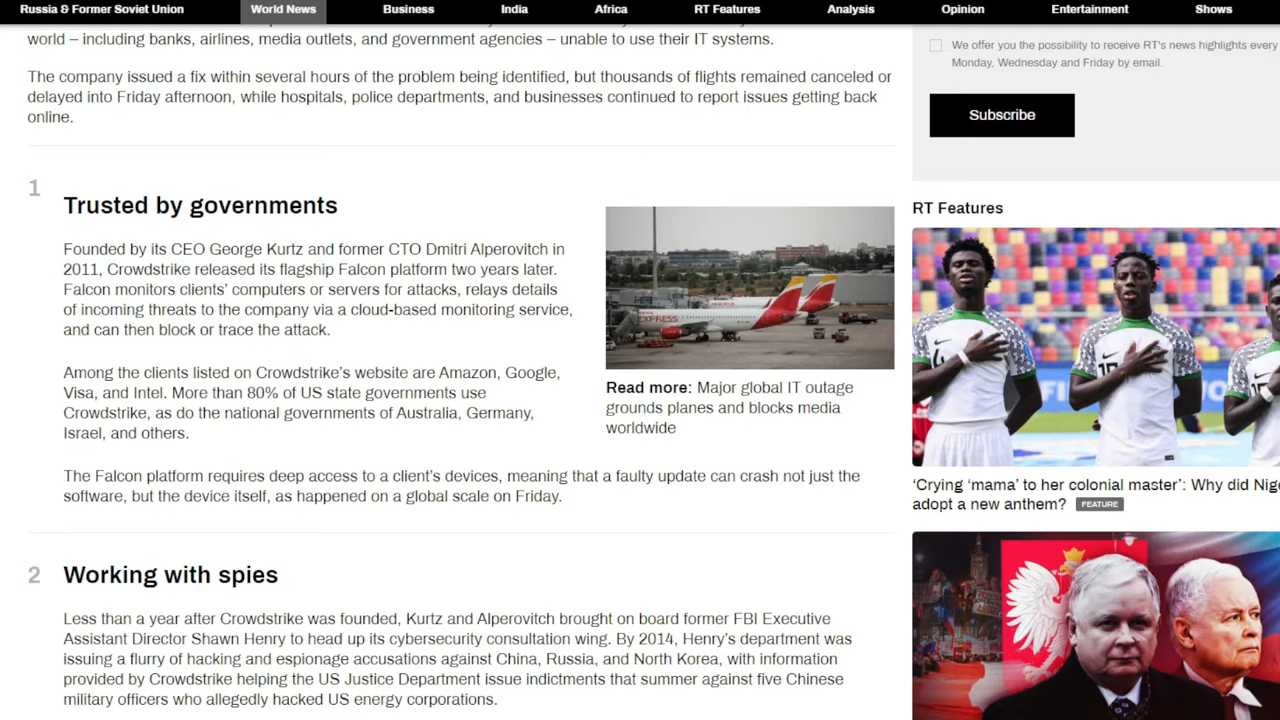 Russia & Former Soviet Union World News Business India Africa RT Features Analysis Opinion Entertainment Shows
world – including banks, airlines, media outlets, and government agencies – unable to use their IT systems.
The company issued a fix within several hours of the problem being identified, but thousands of flights remained canceled or
delayed into Friday afternoon, while hospitals, police departments, and businesses continued to report issues getting back
online.
1
Trusted by governments
Founded by its CEO George Kurtz and former CTO Dmitri Alperovitch in
2011, Crowdstrike released its flagship Falcon platform two years later.
Falcon monitors clients' computers or servers for attacks, relays details
of incoming threats to the company via a cloud-based monitoring service,
and can then block or trace the attack.
Among the clients listed on Crowdstrike's website are Amazon, Google,
Visa, and Intel. More than 80% of US state governments use
Crowdstrike, as do the national governments of Australia, Germany,
Israel, and others.
Read more: Major global IT outage
grounds planes and blocks media
worldwide
The Falcon platform requires deep access to a client's devices, meaning that a faulty update can crash not just the
software, but the device itself, as happened on a global scale on Friday.
2
Working with spies
Less than a year after Crowdstrike was founded, Kurtz and Alperovitch brought on board former FBI Executive
Assistant Director Shawn Henry to head up its cybersecurity consultation wing. By 2014, Henry's department was
issuing a flurry of hacking and espionage accusations against China, Russia, and North Korea, with information
provided by Crowdstrike helping the US Justice Department issue indictments that summer against five Chinese
military officers who allegedly hacked US energy corporations.
We offer you the possibility to receive RT's news highlights every
Monday, Wednesday and Friday by email.
Subscribe
RT Features
'Crying 'mama' to her colonial master': Why did Nig
adopt a new anthem? FEATURE